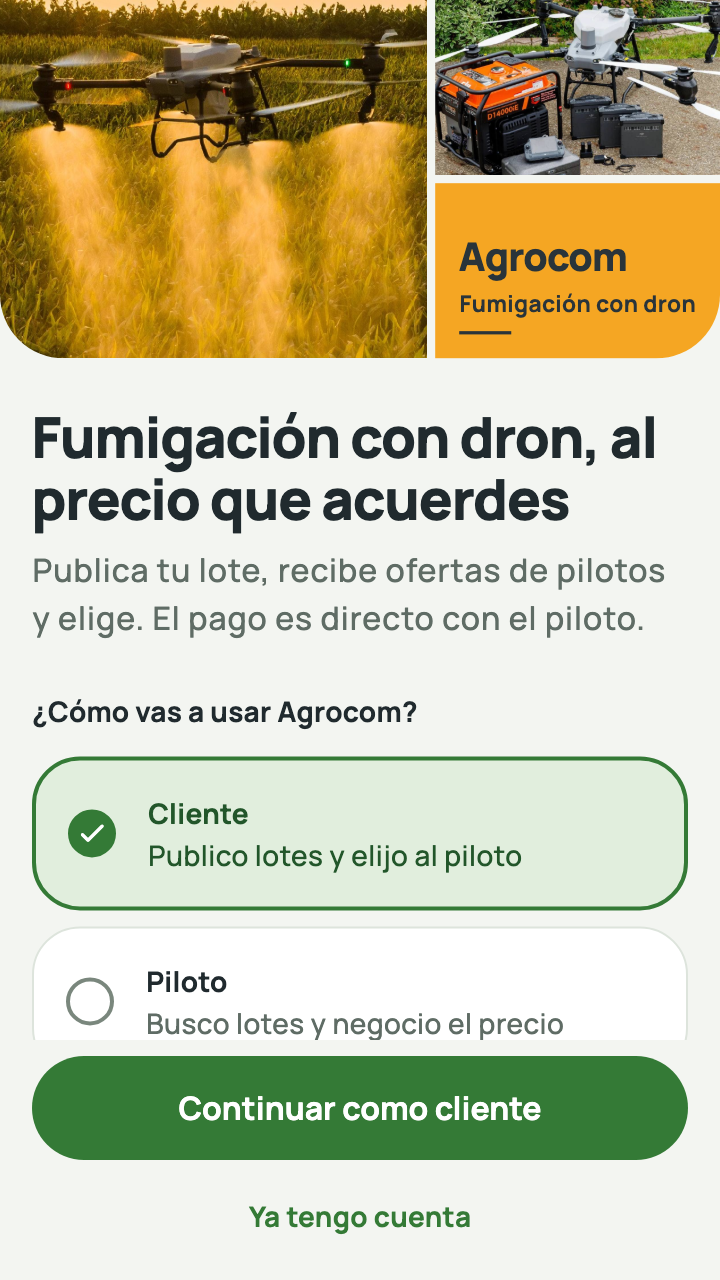 D14000iE
Agrocom
Fumigación con dron
Fumigación con dron, al
precio que acuerdes
Publica tu lote, recibe ofertas de pilotos
y elige. El pago es directo con el piloto.
¿Cómo vas a usar Agrocom?
Cliente
Publico lotes y elijo al piloto
Piloto
Busco lotes y negocio el precio
Continuar como cliente
Ya tengo cuenta